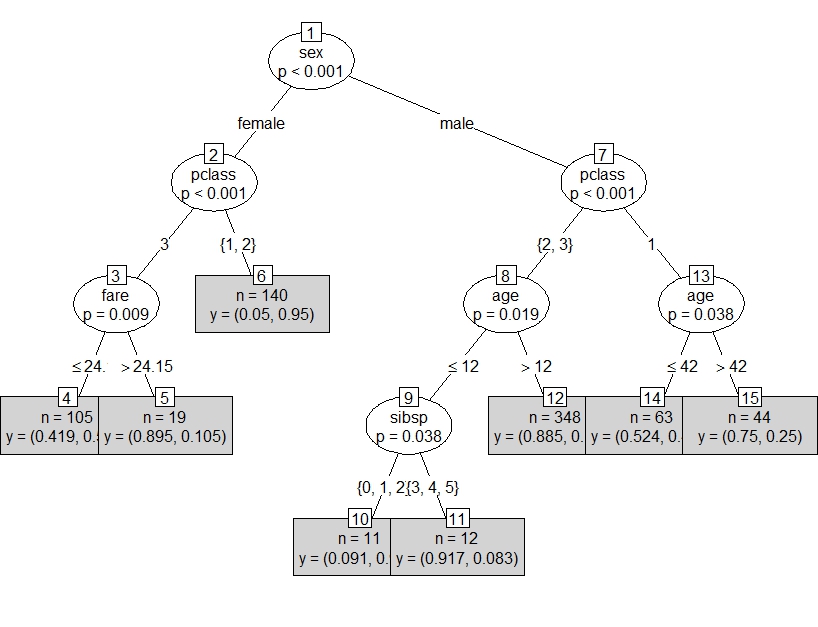 1
sex
p < 0.001
female
male
2
pclass
p < 0.001
7
pclass
p < 0.001
3
{1, 2}
{2, 3}
1
3
fare
p = 0.009
6
n = 140
y = (0.05, 0.95)
8
age
p = 0.019
13
age
p = 0.038
≤ 24.
> 24.15
≤ 12
> 12
≤ 42
> 42
4
n = 105
y = (0.419, 0.
5
n = 19
y = (0.895, 0.105)
9
sibsp
p = 0.038
12
n = 348
y = (0.885, 0.
14
n = 63
y = (0.524, 0.
15
n = 44
y = (0.75, 0.25)
{0, 1, 2
{3, 4, 5}
10
n = 11
y = (0.091, 0.
11
n = 12
y = (0.917, 0.083)